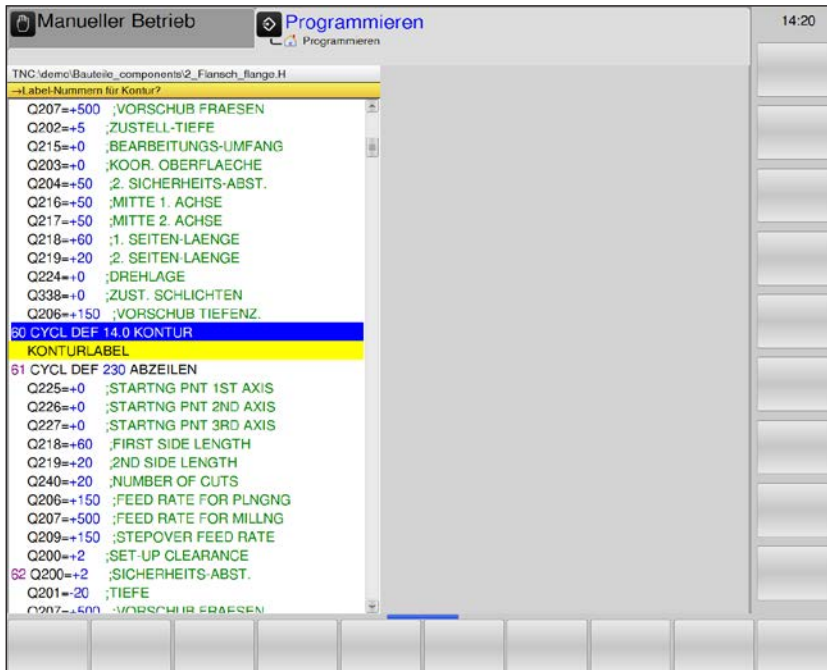 Manueller Betrieb
Programmieren
Programmieren
14:20
TNC:\demo\Bauteile_components\2_Flansch_flange.H
→Label-Nummern für Kontur?
Q207=+500 ;VORSCHUB FRAESEN
Q202=+5 ;ZUSTELL-TIEFE
Q215=+0 ;BEARBEITUNGS-UMFANG
Q203=+0 ;KOOR. OBERFLAECHE
Q204=+50 ;2. SICHERHEITS-ABST.
Q216=+50 ;MITTE 1. ACHSE
Q217=+50 ;MITTE 2. ACHSE
Q218=+60 ;1. SEITEN-LAENGE
Q219=+20 ;2. SEITEN-LAENGE
Q224=+0 ;DREHLAGE
Q338=+0 ;ZUST. SCHLICHTEN
Q206=+150 ;VORSCHUB TIEFENZ.
60 CYCL DEF 14.0 KONTUR
KONTURLABEL
61 CYCL DEF 230 ABZEILEN
Q225=+0 ;STARTNG PNT 1ST AXIS
Q226=+0 ;STARTNG PNT 2ND AXIS
Q227=+0 ;STARTNG PNT 3RD AXIS
Q218=+60 ;FIRST SIDE LENGTH
Q219=+20 ;2ND SIDE LENGTH
Q240=+20 ;NUMBER OF CUTS
Q206=+150 ;FEED RATE FOR PLNGNG
Q207=+500 ;FEED RATE FOR MILLNG
Q209=+150 ;STEPOVER FEED RATE
Q200=+2 ;SET-UP CLEARANCE
62 Q200=+2 ;SICHERHEITS-ABST.
Q201=-20 ;TIEFE
Q207=+500 ;VORSCHUB FRAESEN